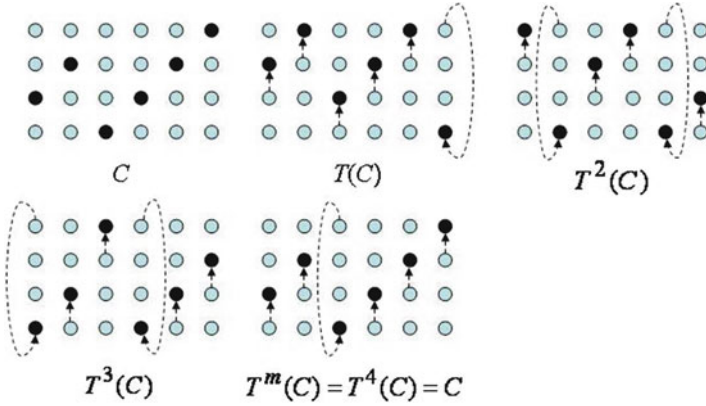 C
T(C)
T^2(C)
T^3(C)
T^m(C) = T^4(C) = C